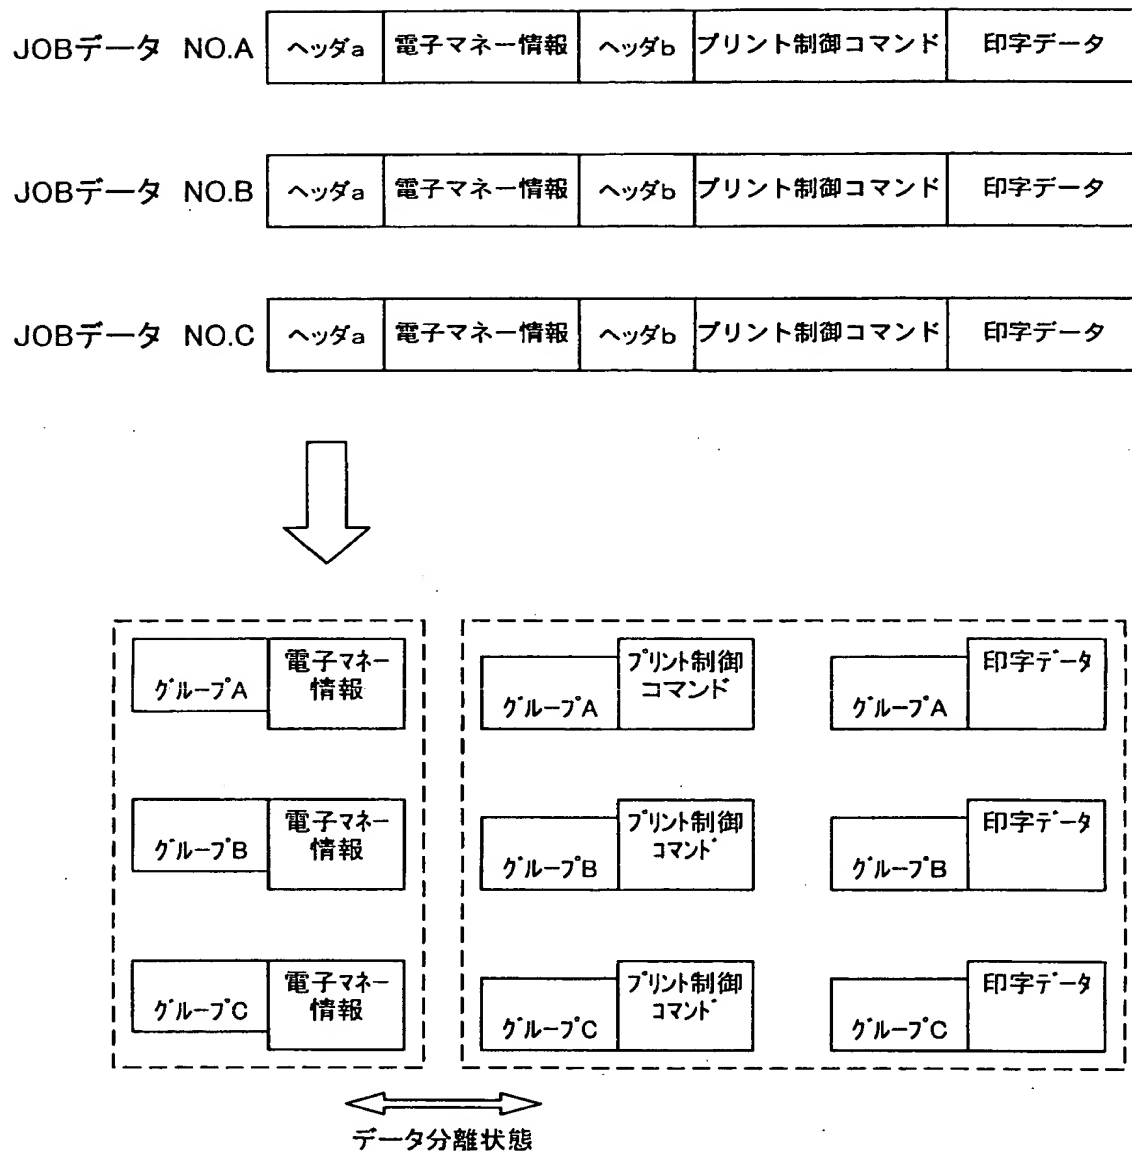 JOBデータ NO.A ヘッダa 電子マネー情報 ヘッダb プリント制御コマンド 印字データ
JOBデータ NO.B ヘッダa 電子マネー情報 ヘッダb プリント制御コマンド 印字データ
JOBデータ NO.C ヘッダa 電子マネー情報 ヘッダb プリント制御コマンド 印字データ
グループA
電子マネー
情報
グループA
プリント制御
コマンド
グループA
印字データ
グループB
電子マネー
情報
グループB
プリント制御
コマンド
グループB
印字データ
グループC
電子マネー
情報
グループC
プリント制御
コマンド
グループC
印字データ
データ分離状態